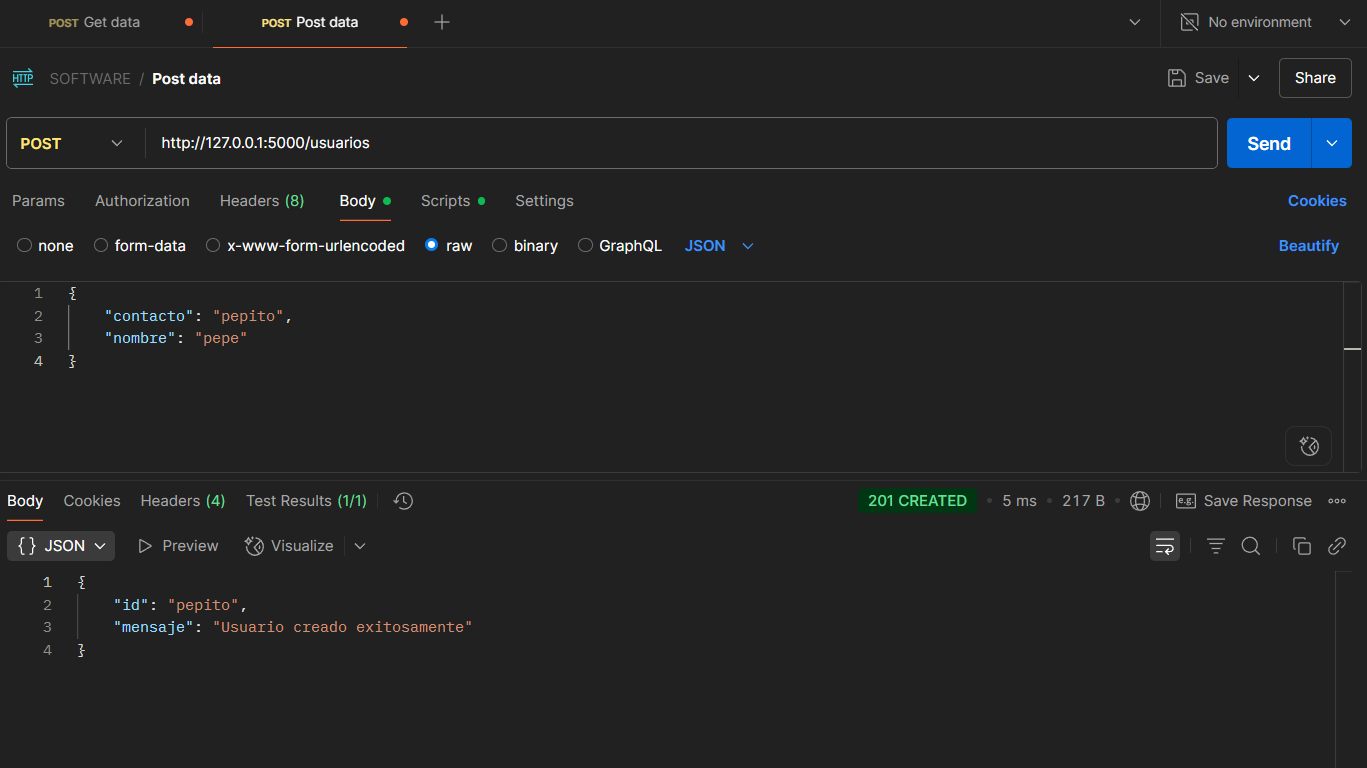 POST Get data POST Post data No environment
HTTP SOFTWARE / Post data Save Share
POST http://127.0.0.1:5000/usuarios Send
Params Authorization Headers (8) Body Scripts Settings Cookies
none form-data x-www-form-urlencoded raw binary GraphQL JSON Beautify
1 {
2 "contacto": "pepito",
3 "nombre": "pepe"
4 }
Body Cookies Headers (4) Test Results (1/1) 201 CREATED • 5 ms • 217 B • e.g. Save Response
{} JSON Preview Visualize
1 {
2 "id": "pepito",
3 "mensaje": "Usuario creado exitosamente"
4 }